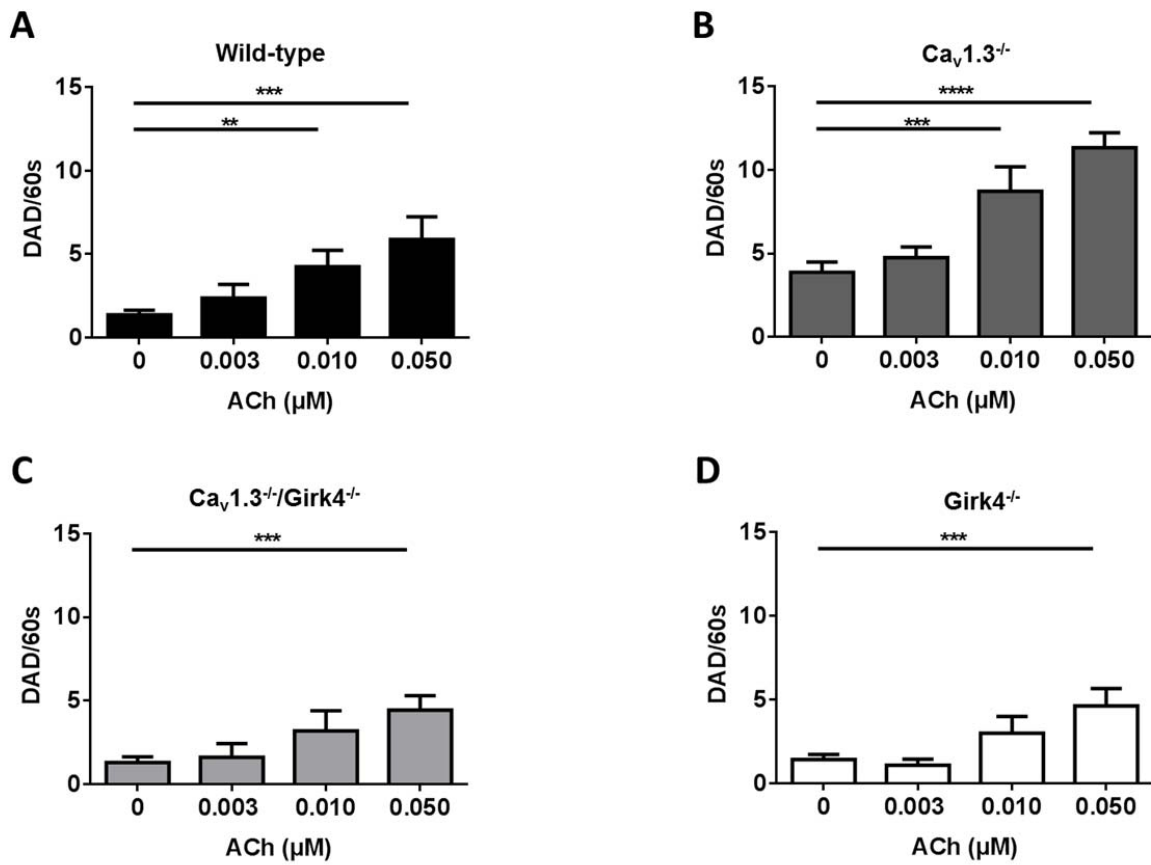 A
Wild-type
***
**
15
10
5
0
DAD/60s
0 0.003 0.010 0.050
ACh (µM)
B
Caᵥ1.3⁻/⁻
****
***
15
10
5
0
DAD/60s
0 0.003 0.010 0.050
ACh (µM)
C
Caᵥ1.3⁻/⁻/Girk4⁻/⁻
***
15
10
5
0
DAD/60s
0 0.003 0.010 0.050
ACh (µM)
D
Girk4⁻/⁻
***
15
10
5
0
DAD/60s
0 0.003 0.010 0.050
ACh (µM)